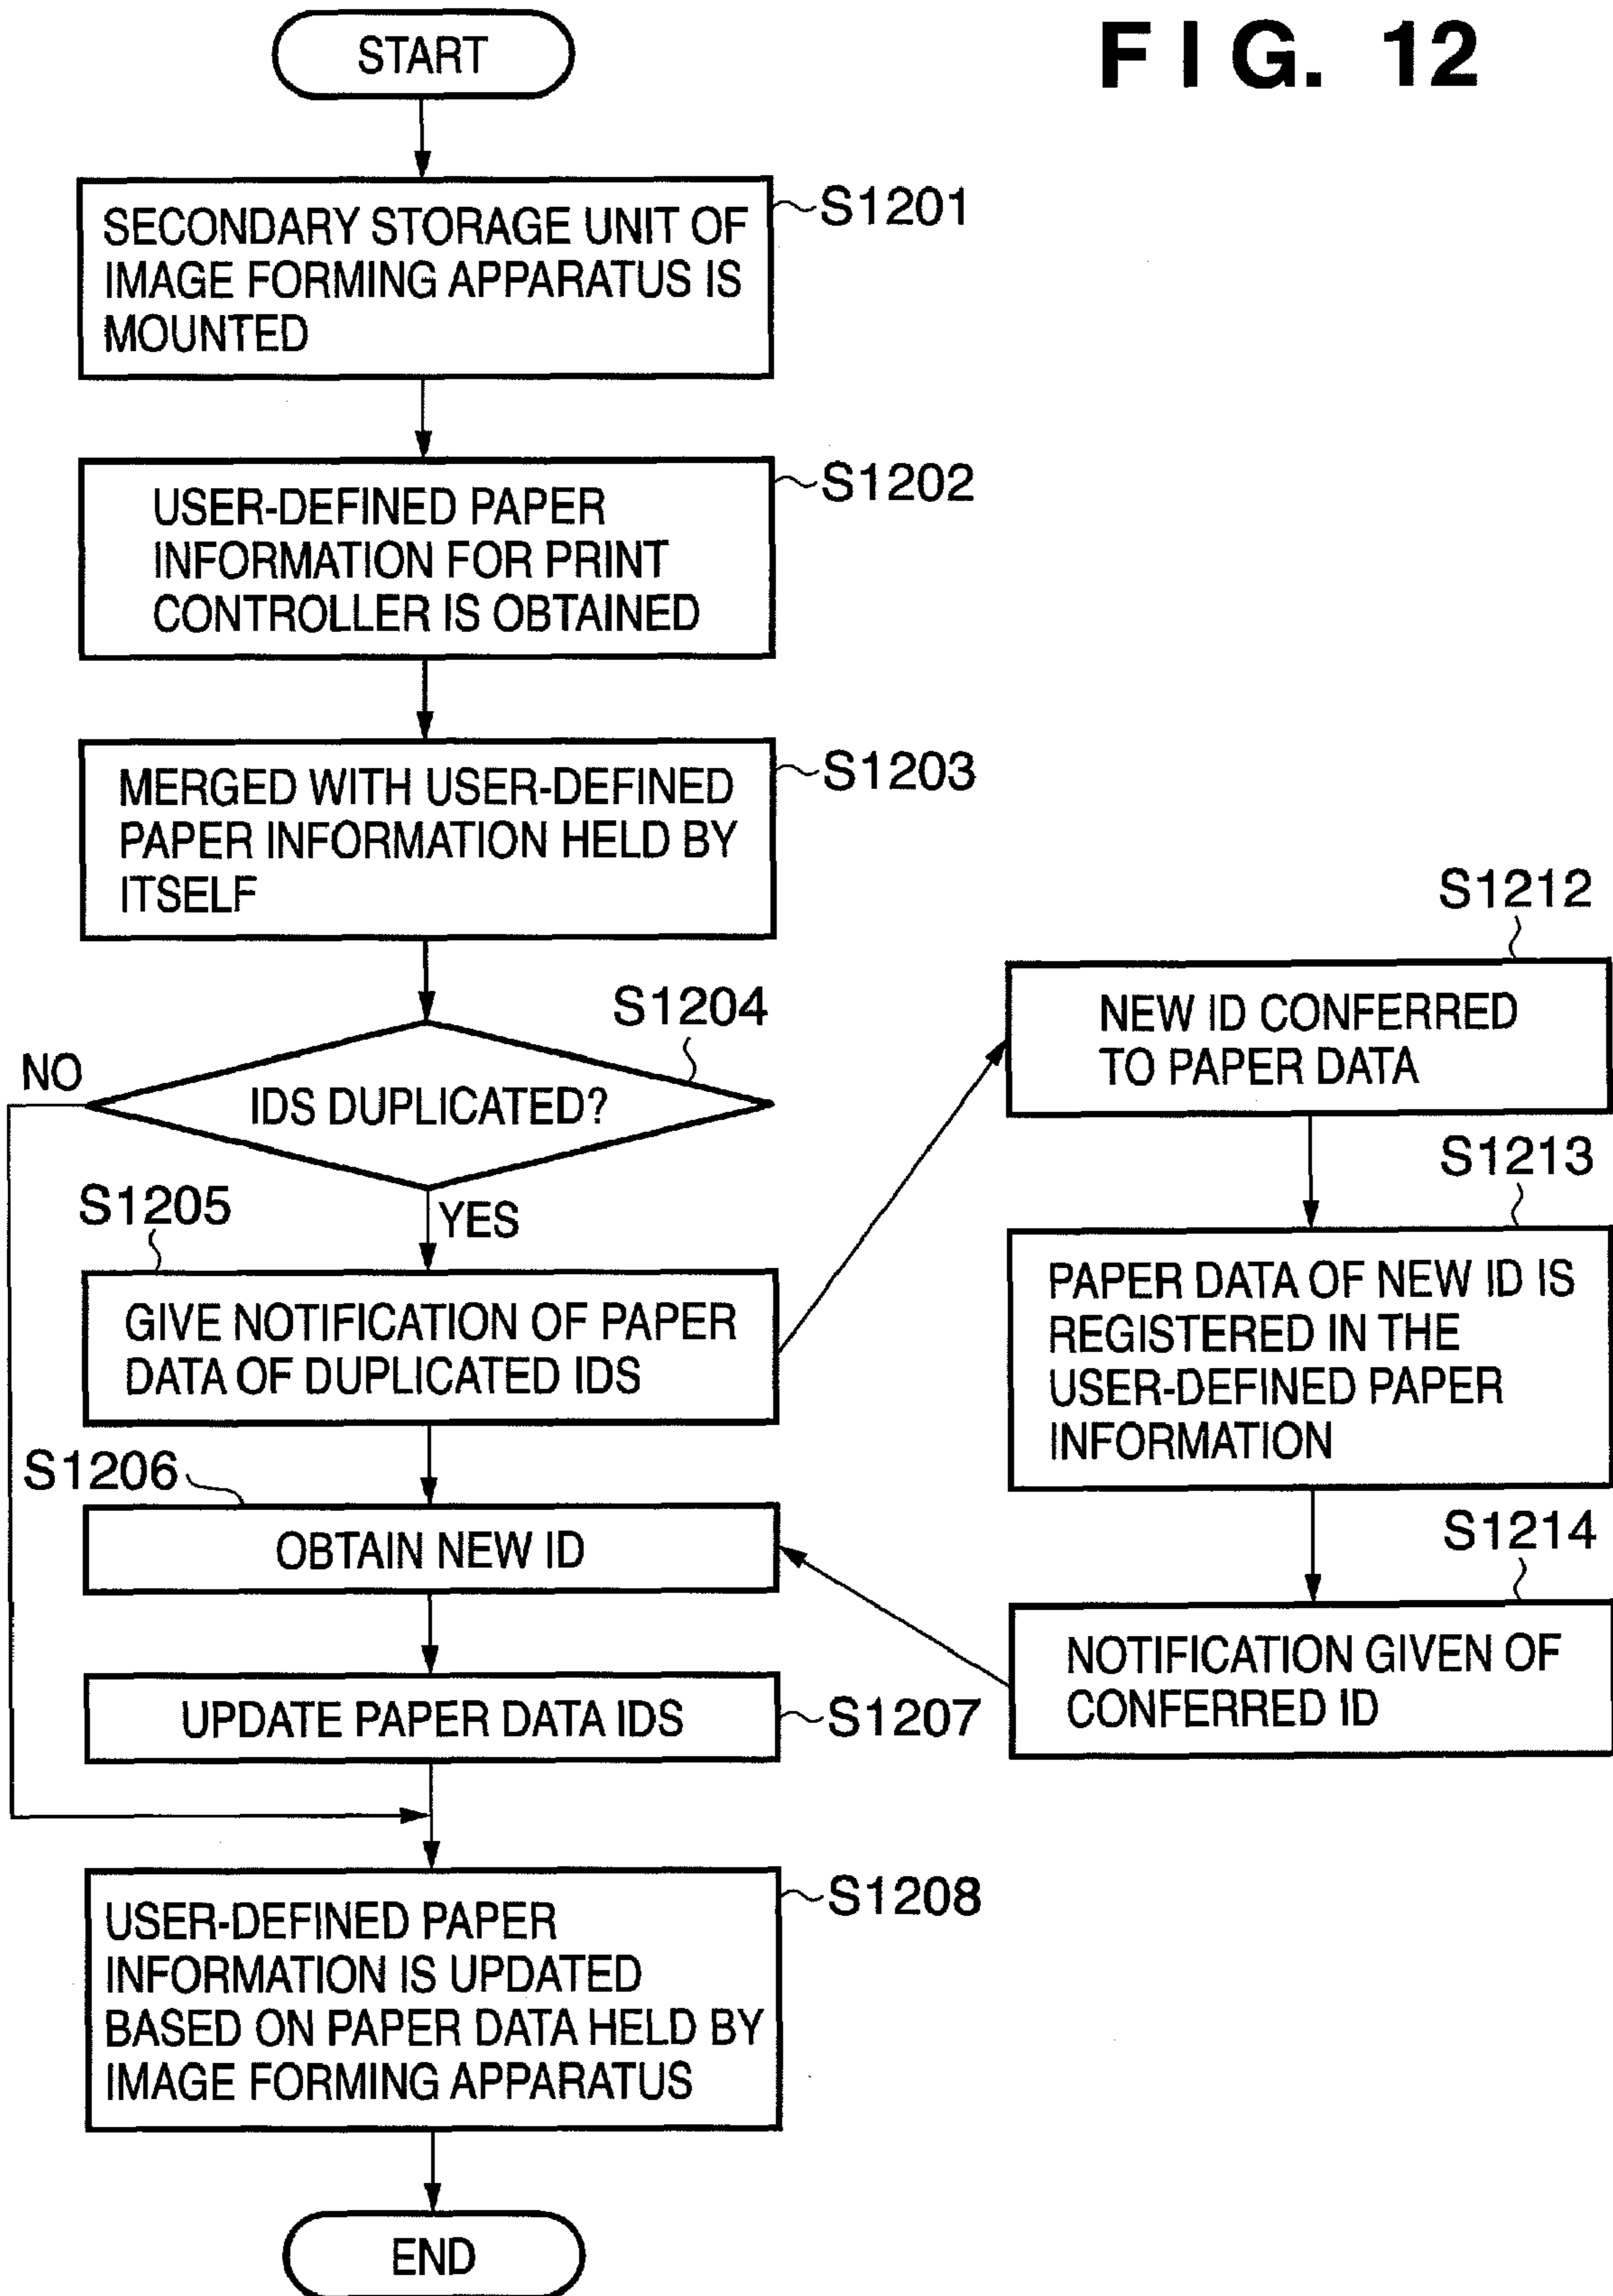 FIG. 12
START
S1201
SECONDARY STORAGE UNIT OF
IMAGE FORMING APPARATUS IS
MOUNTED
S1202
USER-DEFINED PAPER
INFORMATION FOR PRINT
CONTROLLER IS OBTAINED
S1203
MERGED WITH USER-DEFINED
PAPER INFORMATION HELD BY
ITSELF
S1204
IDS DUPLICATED?
NO
YES
S1205
GIVE NOTIFICATION OF PAPER
DATA OF DUPLICATED IDS
S1212
NEW ID CONFERRED
TO PAPER DATA
S1213
PAPER DATA OF NEW ID IS
REGISTERED IN THE
USER-DEFINED PAPER
INFORMATION
S1214
NOTIFICATION GIVEN OF
CONFERRED ID
S1206
OBTAIN NEW ID
UPDATE PAPER DATA IDS
S1207
S1208
USER-DEFINED PAPER
INFORMATION IS UPDATED
BASED ON PAPER DATA HELD BY
IMAGE FORMING APPARATUS
END